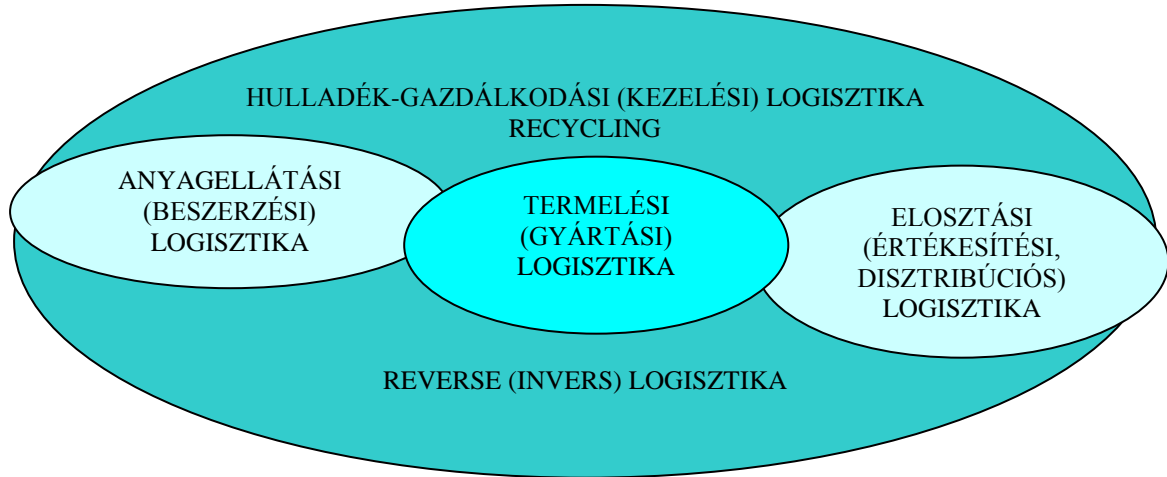 HULLADÉK-GAZDÁLKODÁSI (KEZELÉSI) LOGISZTIKA
RECYCLING
ANYAGELLÁTÁSI
(BESZERZÉSI)
LOGISZTIKA
TERMELÉSI
(GYÁRTÁSI)
LOGISZTIKA
ELOSZTÁSI
(ÉRTÉKESÍTÉSI,
DISZTRIBÚCIÓS)
LOGISZTIKA
REVERSE (INVERS) LOGISZTIKA